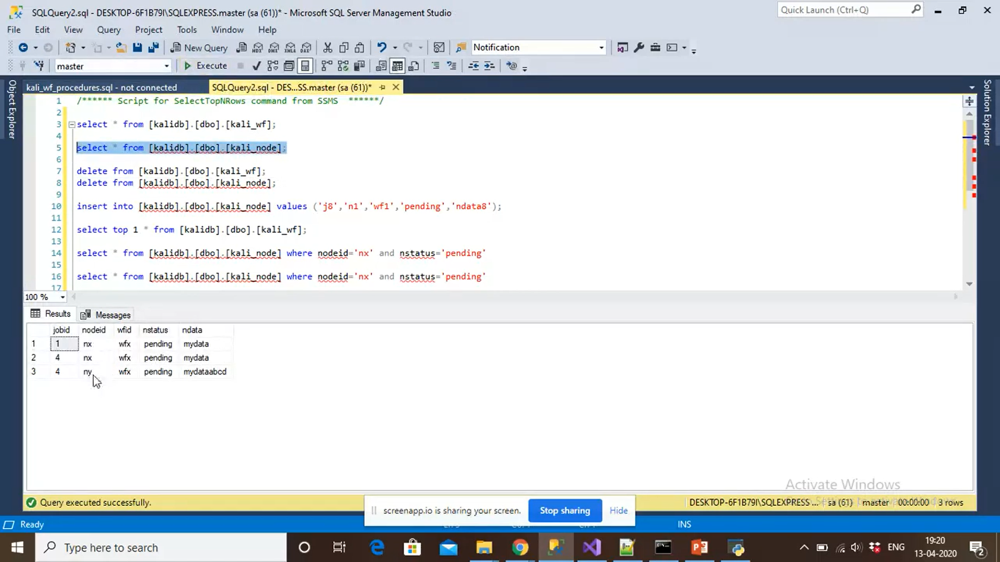 SQLQuery2.sql - DESKTOP-6F1B79I\SQLEXPRESS.master (sa (61))* - Microsoft SQL Server Management Studio
Quick Launch (Ctrl+Q)
File Edit View Query Project Tools Window Help
New Query
Notification
master
Execute
Object Explorer
kali_wf_procedures.sql - not connected
SQLQuery2.sql - DES...SS.master (sa (61))*
Solution Explorer
1 /****** Script for SelectTopNRows command from SSMS ******/
2
3 select * from [kalidb].[dbo].[kali_wf];
4
5 select * from [kalidb].[dbo].[kali_node];
6
7 delete from [kalidb].[dbo].[kali_wf];
8 delete from [kalidb].[dbo].[kali_node];
9
10 insert into [kalidb].[dbo].[kali_node] values ('j8','n1','wf1','pending','ndata8');
11
12 select top 1 * from [kalidb].[dbo].[kali_wf];
13
14 select * from [kalidb].[dbo].[kali_node] where nodeid='nx' and nstatus='pending'
15
16 select * from [kalidb].[dbo].[kali_node] where nodeid='nx' and nstatus='pending'
17
100 %
Results Messages
jobid nodeid wfid nstatus ndata
1 1 nx wfx pending mydata
2 4 nx wfx pending mydata
3 4 ny wfx pending mydataabcd
Activate Windows
Query executed successfully.
DESKTOP-6F1B79I\SQLEXPRESS ... sa (61) master 00:00:00 3 rows
screenapp.io is sharing your screen.
Stop sharing
Hide
Ready
INS
Type here to search
ENG
19:20
13-04-2020
2